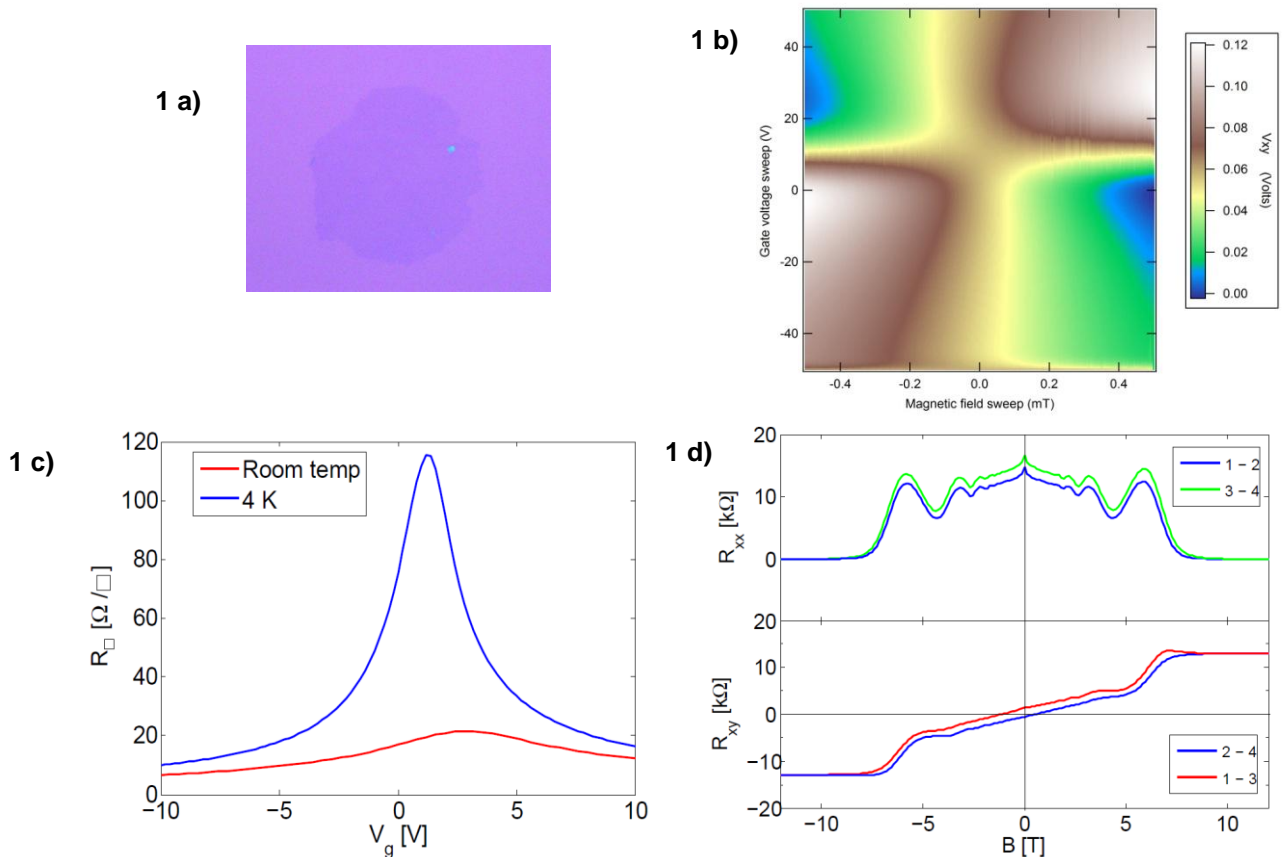 1 a)
1 b)
Gate voltage sweep (V)
40
20
0
-20
-40
-0.4 -0.2 0.0 0.2 0.4
Magnetic field sweep (mT)
0.12
0.10
0.08
0.06
0.04
0.02
0.00
Vxy (Volts)
1 c)
R□ [Ω /□]
120
100
80
60
40
20
0
Room temp
4 K
−10 −5 0 5 10
V_g [V]
1 d)
R_xx [kΩ]
20
10
0
1 − 2
3 − 4
R_xy [kΩ]
20
10
0
−10
−20
2 − 4
1 − 3
−10 −5 0 5 10
B [T]